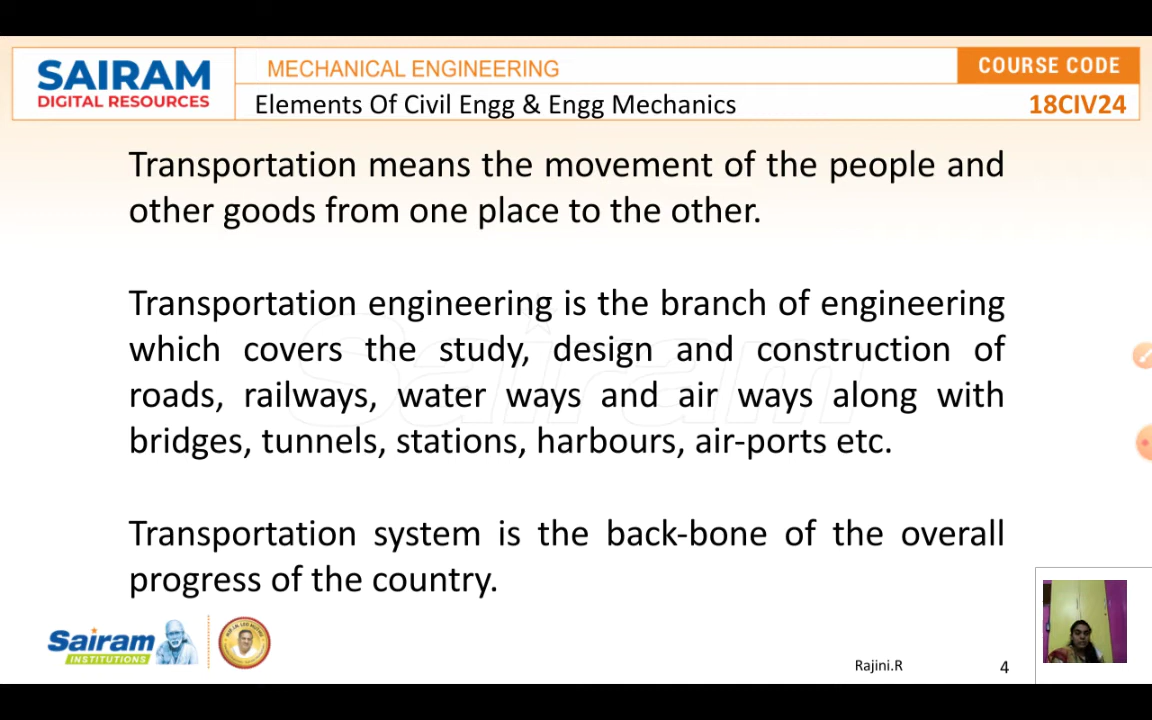 SAIRAM
DIGITAL RESOURCES
MECHANICAL ENGINEERING
COURSE CODE
Elements Of Civil Engg & Engg Mechanics
18CIV24
Transportation means the movement of the people and
other goods from one place to the other.
Transportation engineering is the branch of engineering
which covers the study, design and construction of
roads, railways, water ways and air ways along with
bridges, tunnels, stations, harbours, air-ports etc.
Sairam
Transportation system is the back-bone of the overall
progress of the country.
Sairam
INSTITUTIONS
Rajini.R
4